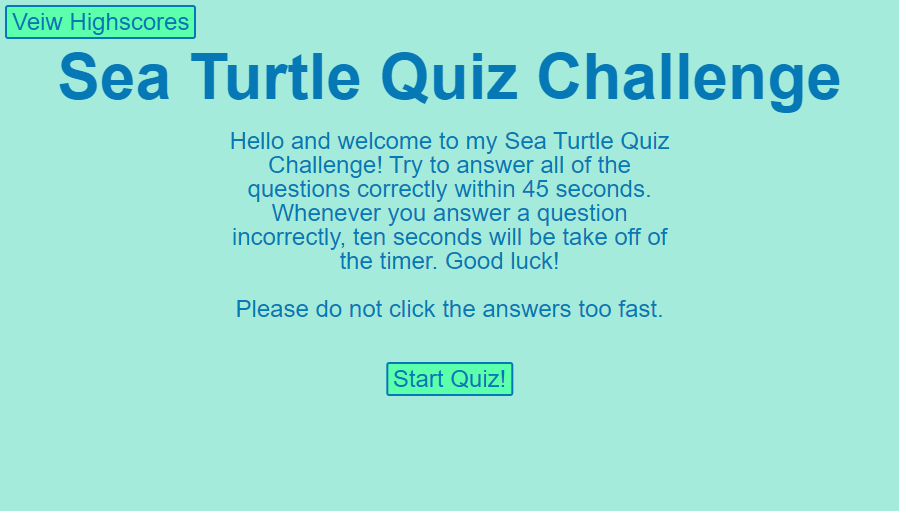 Veiw Highscores
Sea Turtle Quiz Challenge
Hello and welcome to my Sea Turtle Quiz
Challenge! Try to answer all of the
questions correctly within 45 seconds.
Whenever you answer a question
incorrectly, ten seconds will be take off of
the timer. Good luck!
Please do not click the answers too fast.
Start Quiz!